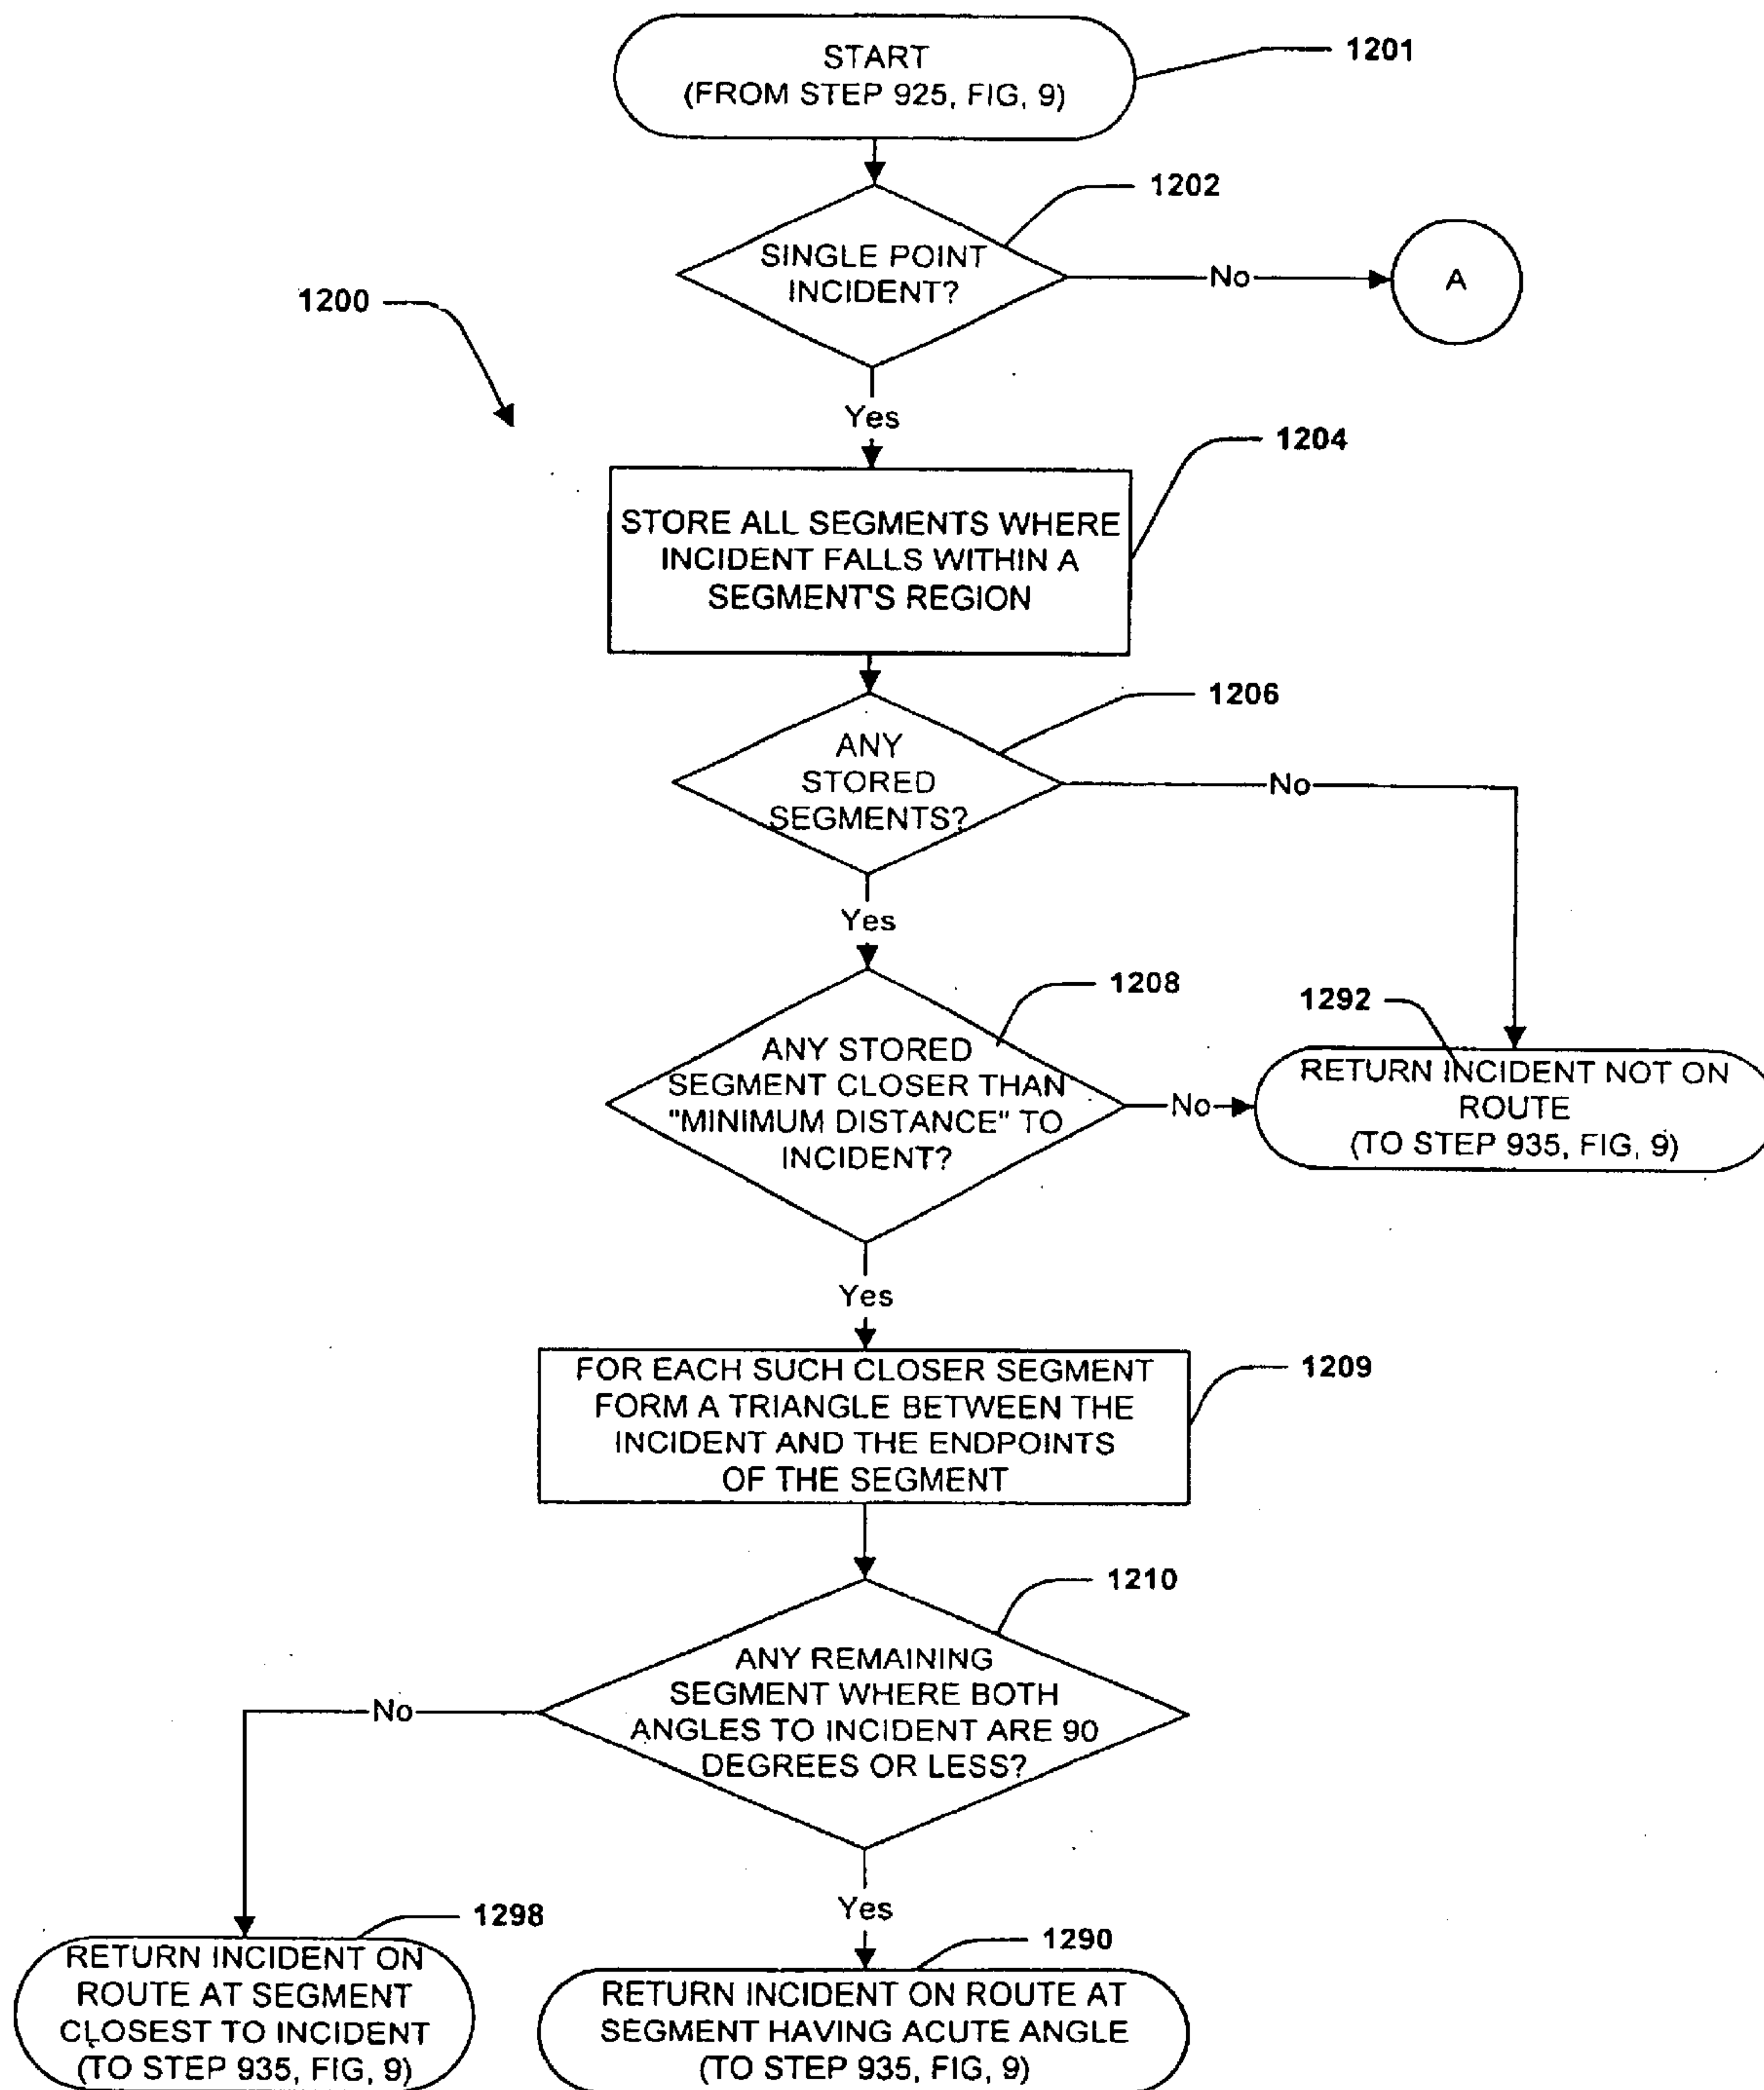 START
(FROM STEP 925, FIG, 9)
1201
1202
SINGLE POINT
INCIDENT?
No
A
1200
Yes
1204
STORE ALL SEGMENTS WHERE
INCIDENT FALLS WITHIN A
SEGMENT'S REGION
1206
ANY
STORED
SEGMENTS?
No
Yes
1208
1292
ANY STORED
SEGMENT CLOSER THAN
"MINIMUM DISTANCE" TO
INCIDENT?
No
RETURN INCIDENT NOT ON
ROUTE
(TO STEP 935, FIG, 9)
Yes
1209
FOR EACH SUCH CLOSER SEGMENT
FORM A TRIANGLE BETWEEN THE
INCIDENT AND THE ENDPOINTS
OF THE SEGMENT
1210
ANY REMAINING
SEGMENT WHERE BOTH
ANGLES TO INCIDENT ARE 90
DEGREES OR LESS?
No
Yes
1298
RETURN INCIDENT ON
ROUTE AT SEGMENT
CLOSEST TO INCIDENT
(TO STEP 935, FIG, 9)
1290
RETURN INCIDENT ON ROUTE AT
SEGMENT HAVING ACUTE ANGLE
(TO STEP 935, FIG, 9)